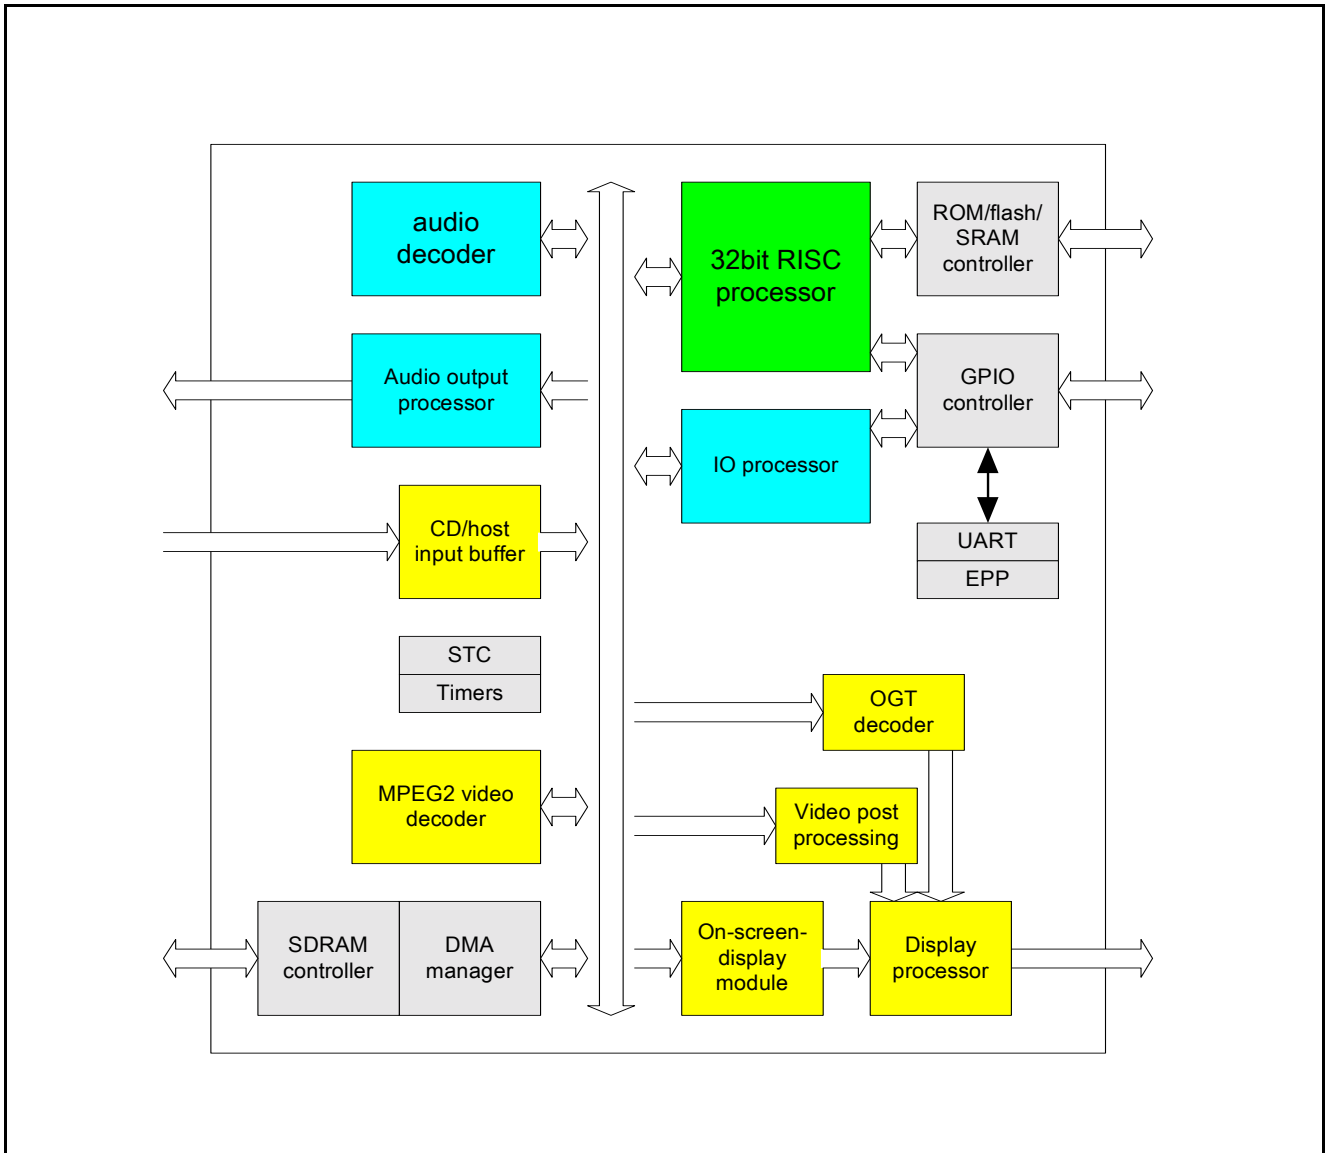 audio
decoder
32bit RISC
processor
ROM/flash/
SRAM
controller
Audio output
processor
GPIO
controller
IO processor
CD/host
input buffer
UART
EPP
STC
Timers
OGT
decoder
MPEG2 video
decoder
Video post
processing
SDRAM
controller
DMA
manager
On-screen-
display
module
Display
processor